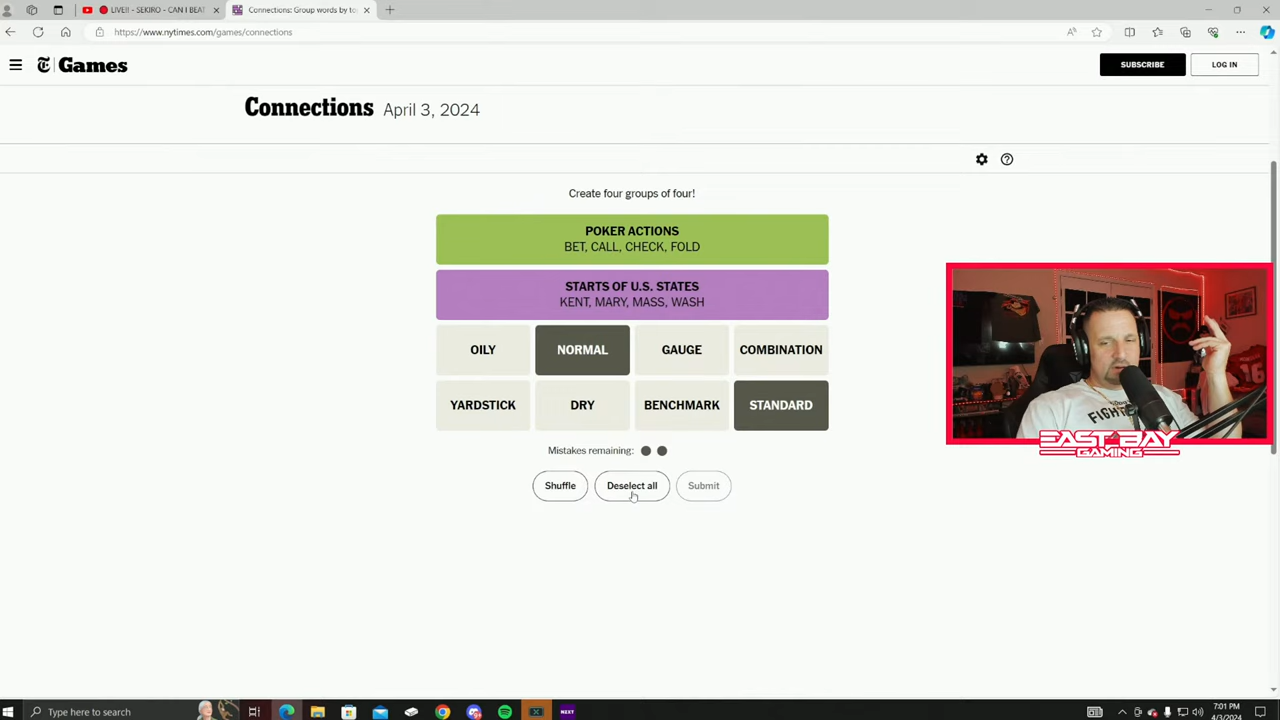 LIVE!! - SEKIRO - CAN I BEAT
Connections: Group words by to
https://www.nytimes.com/games/connections
T Games
SUBSCRIBE
LOG IN
Connections April 3, 2024
Create four groups of four!
POKER ACTIONS
BET, CALL, CHECK, FOLD
STARTS OF U.S. STATES
KENT, MARY, MASS, WASH
OILY NORMAL GAUGE COMBINATION
YARDSTICK DRY BENCHMARK STANDARD
Mistakes remaining:
Shuffle Deselect all Submit
EAST BAY
GAMING
Type here to search
NEXT
7:01 PM
4/3/2024